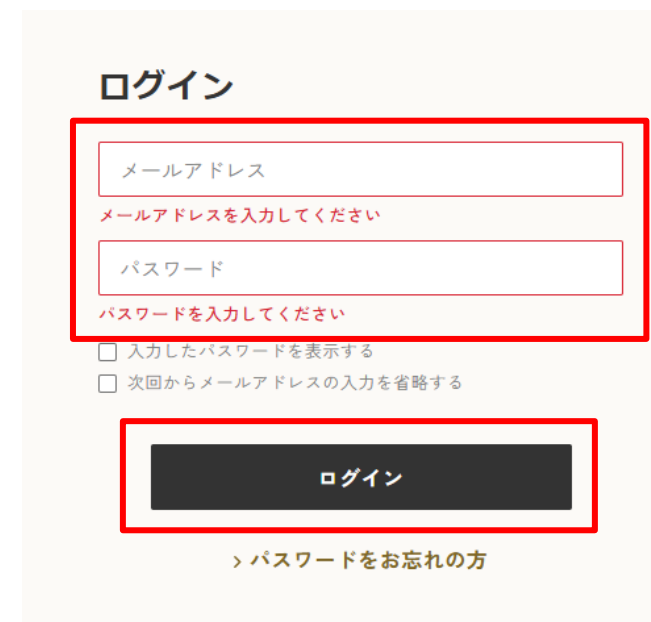 ログイン
メールアドレス
メールアドレスを入力してください
パスワード
パスワードを入力してください
入力したパスワードを表示する
次回からメールアドレスの入力を省略する
ログイン
> パスワードをお忘れの方